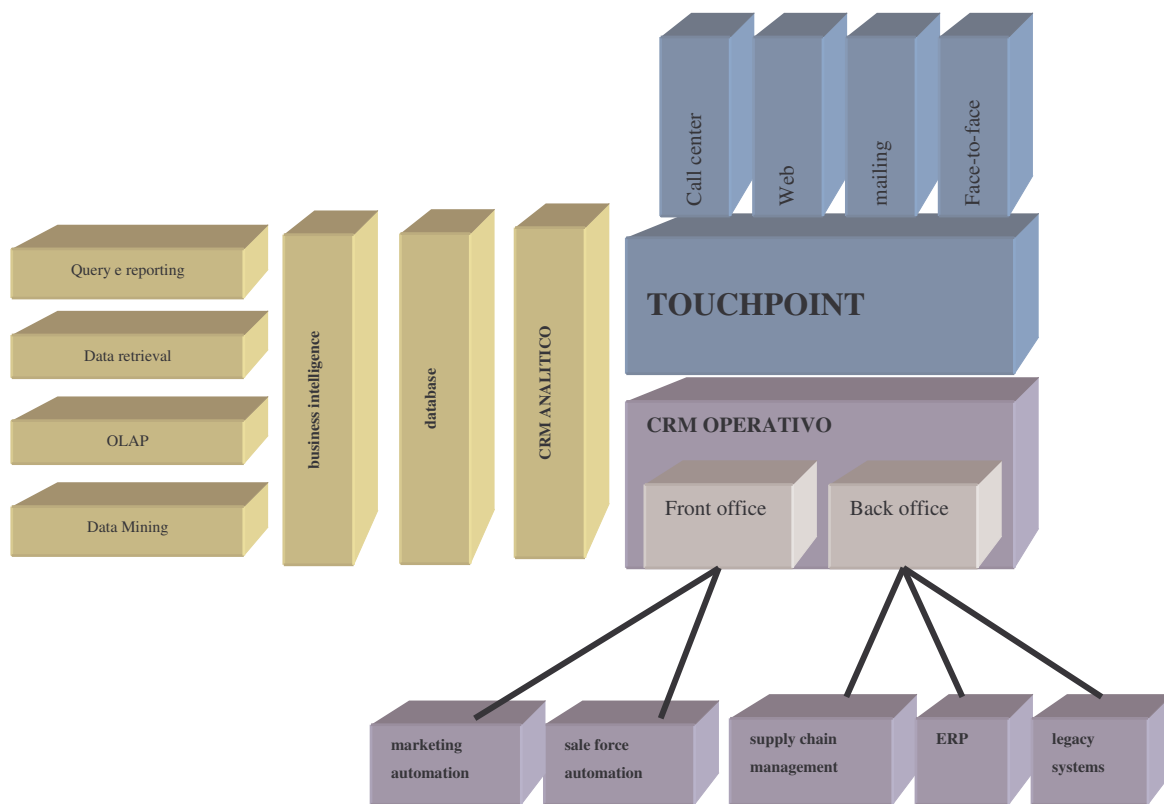 Call center
Web
mailing
Face-to-face
TOUCHPOINT
Query e reporting
Data retrieval
OLAP
Data Mining
business intelligence
database
CRM ANALITICO
CRM OPERATIVO
Front office
Back office
marketing
automation
sale force
automation
supply chain
management
ERP
legacy
systems